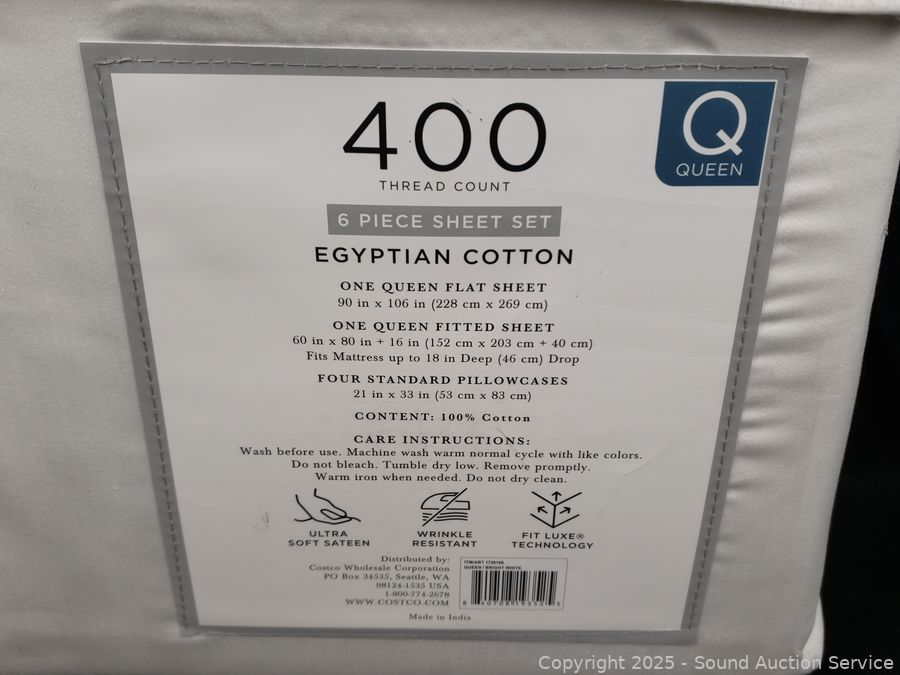 400
THREAD COUNT
Q
QUEEN
6 PIECE SHEET SET
EGYPTIAN COTTON
ONE QUEEN FLAT SHEET
90 in x 106 in (228 cm x 269 cm)
ONE QUEEN FITTED SHEET
60 in x 80 in + 16 in (152 cm x 203 cm + 40 cm)
Fits Mattress up to 18 in Deep (46 cm) Drop
FOUR STANDARD PILLOWCASES
21 in x 33 in (53 cm x 83 cm)
CONTENT: 100% Cotton
CARE INSTRUCTIONS:
Wash before use. Machine wash warm normal cycle with like colors.
Do not bleach. Tumble dry low. Remove promptly.
Warm iron when needed. Do not dry clean.
ULTRA
SOFT SATEEN
WRINKLE
RESISTANT
FIT LUXE®
TECHNOLOGY
Distributed by:
Costco Wholesale Corporation
PO Box 34535, Seattle, WA
98124-1535 USA
1-800-774-2678
WWW.COSTCO.COM
ITM/ART
QUEEN / BRIGHT WHITE
Made in India
Copyright 2025 - Sound Auction Service